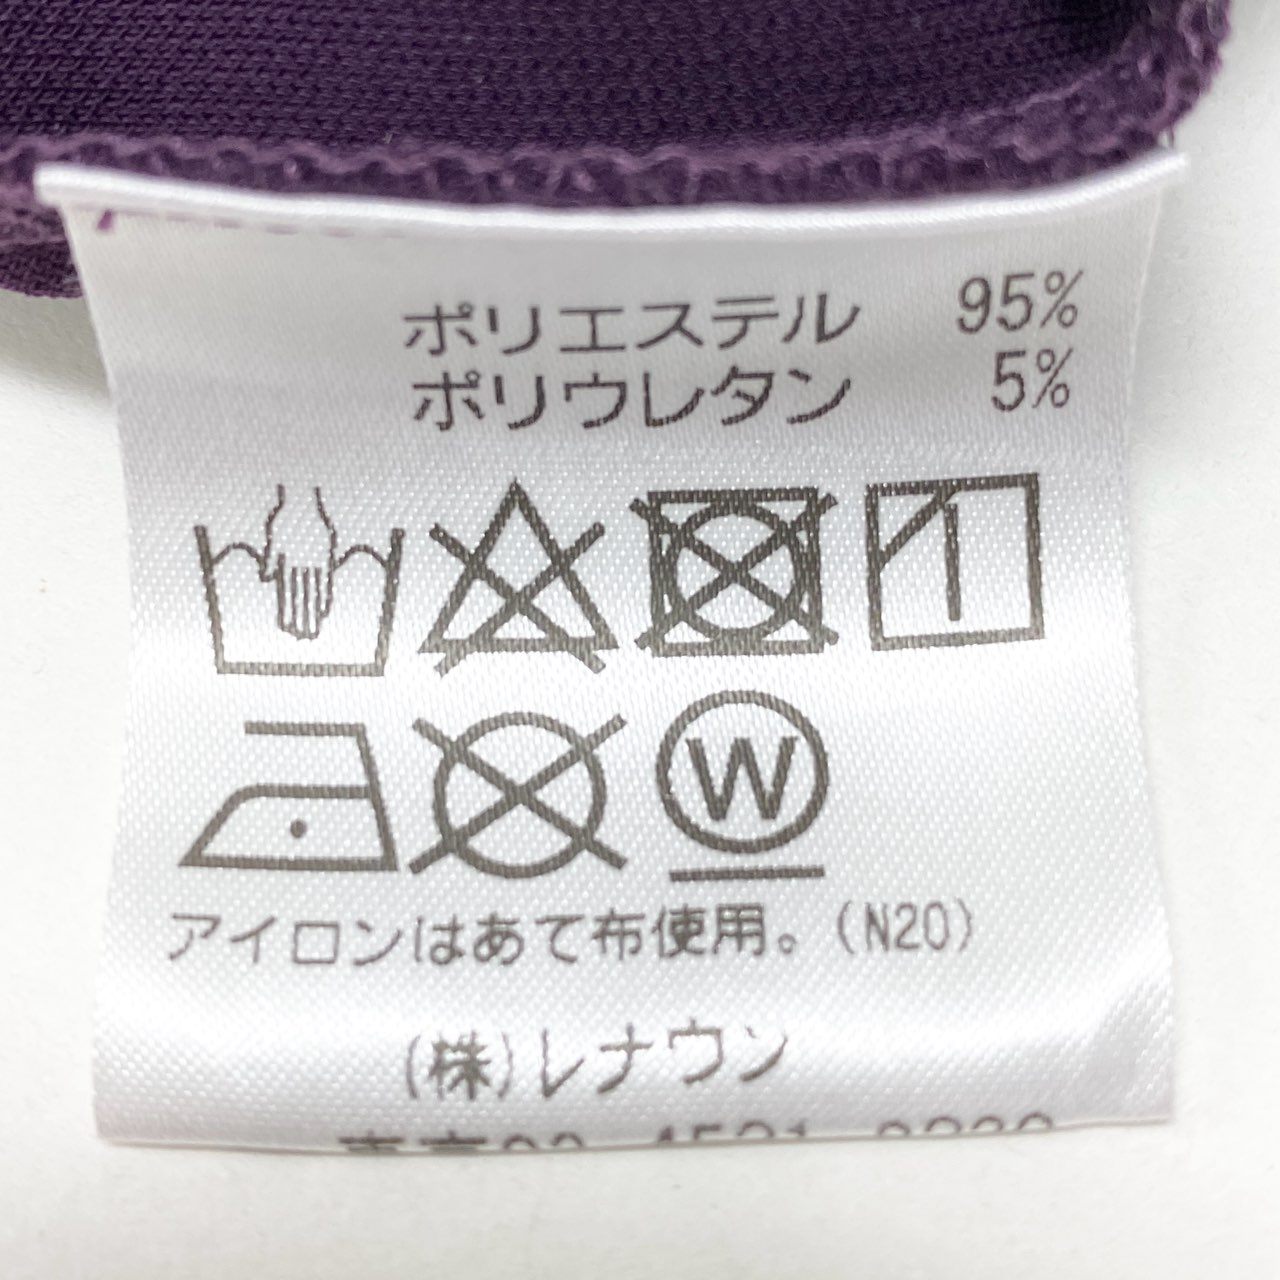 ポリエステル 95%
ポリウレタン 5%
W
アイロンはあて布使用。(N20)
(株)レナウン